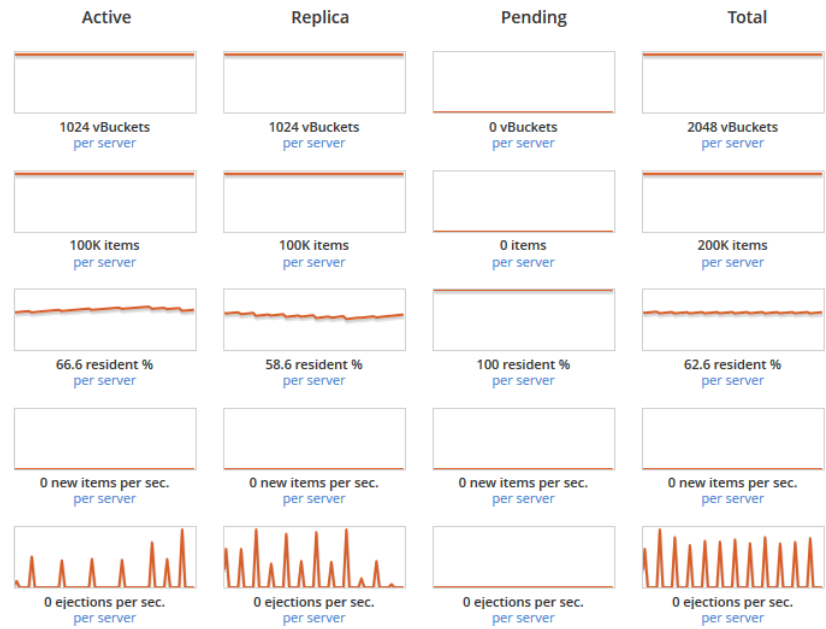 Active Replica Pending Total
1024 vBuckets 1024 vBuckets 0 vBuckets 2048 vBuckets
per server per server per server per server
100K items 100K items 0 items 200K items
per server per server per server per server
66.6 resident % 58.6 resident % 100 resident % 62.6 resident %
per server per server per server per server
0 new items per sec. 0 new items per sec. 0 new items per sec. 0 new items per sec.
per server per server per server per server
0 ejections per sec. 0 ejections per sec. 0 ejections per sec. 0 ejections per sec.
per server per server per server per server